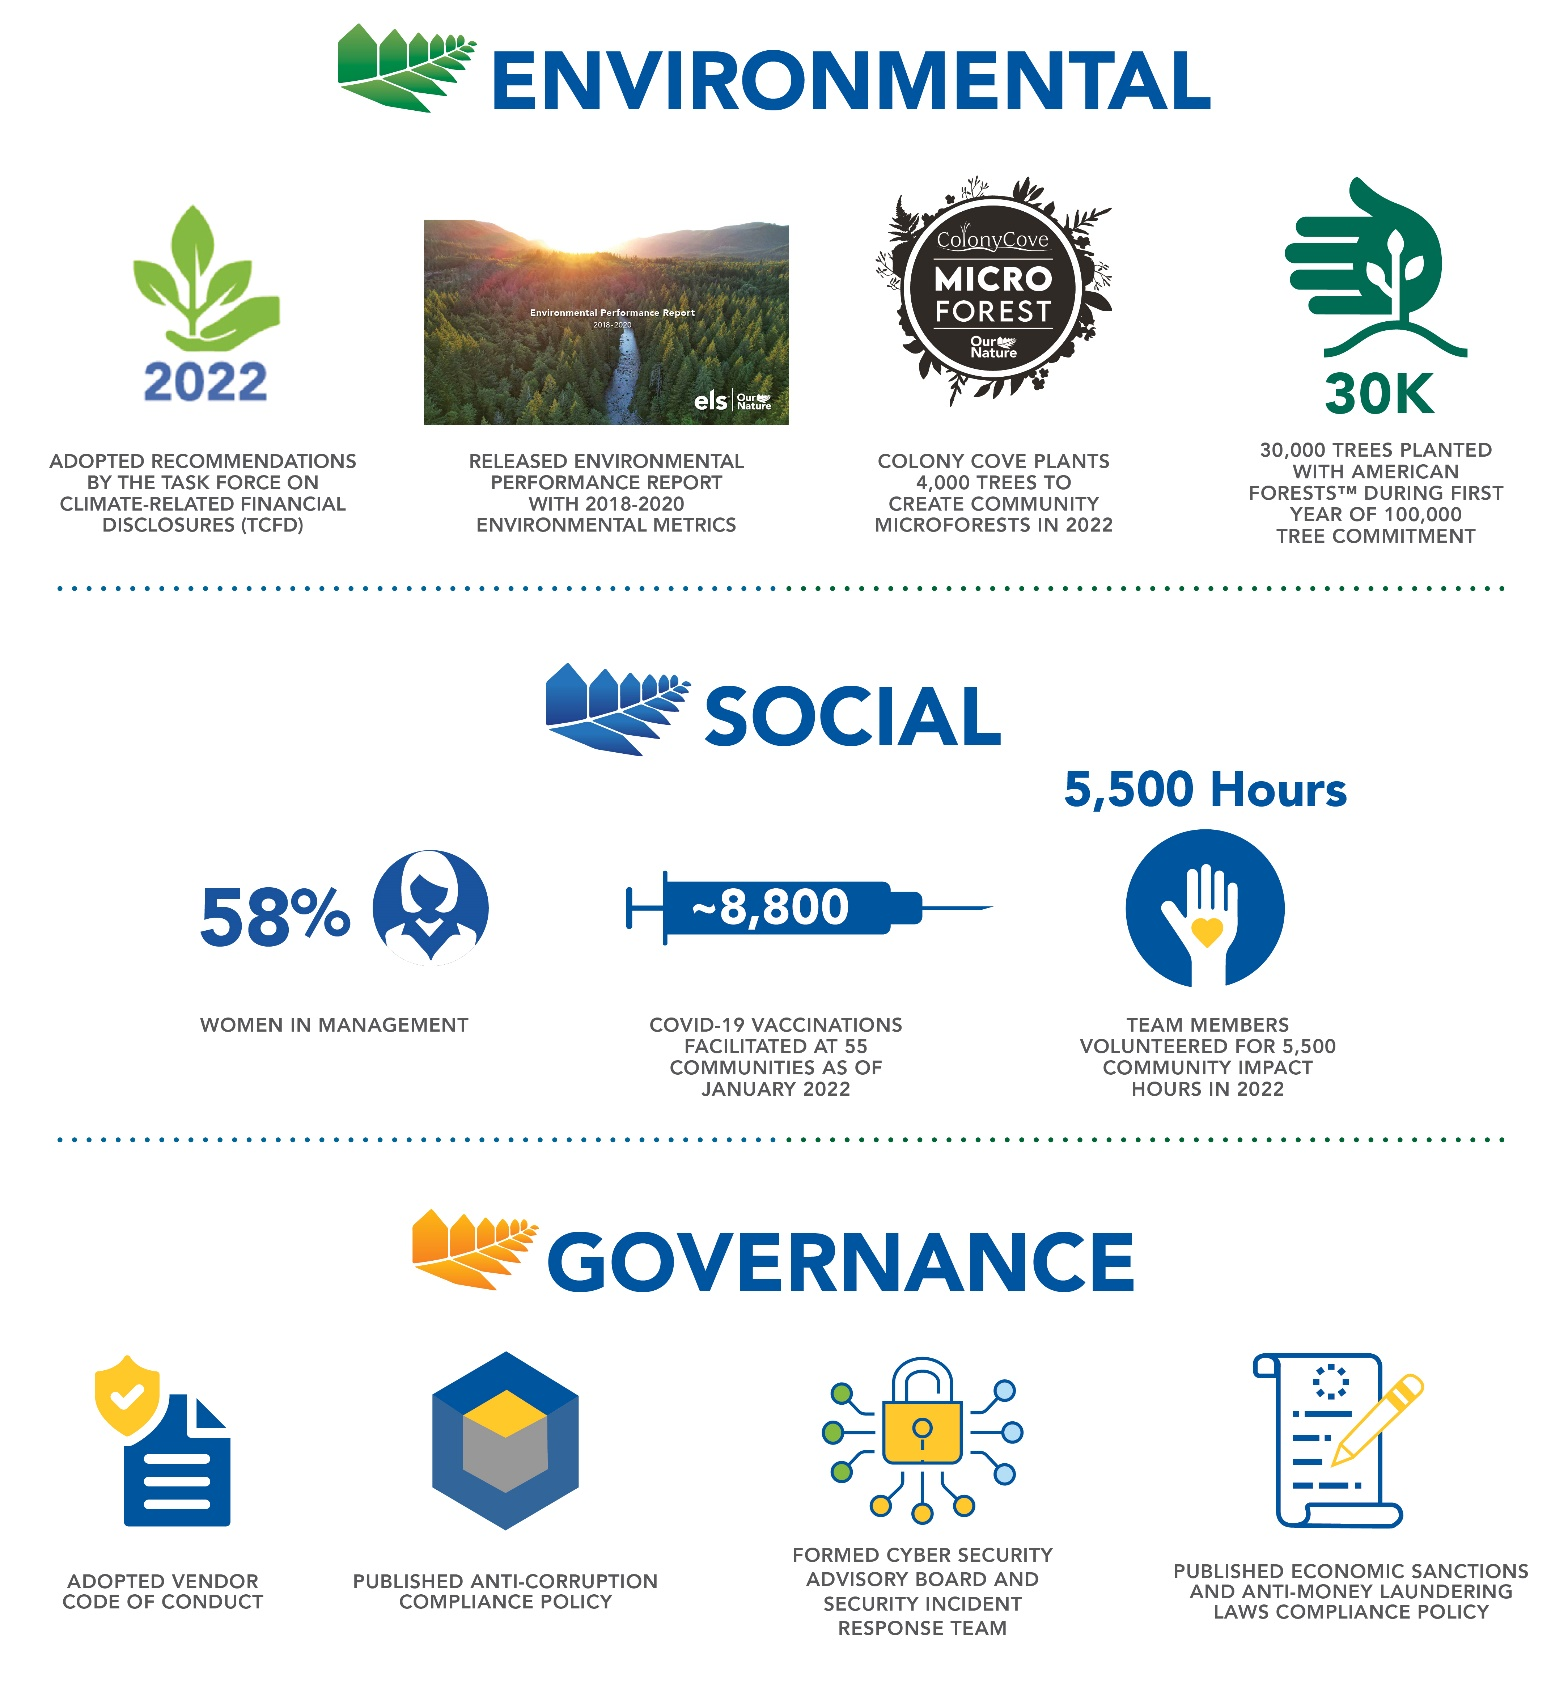 ENVIRONMENTAL
2022
ADOPTED RECOMMENDATIONS
BY THE TASK FORCE ON
CLIMATE-RELATED FINANCIAL
DISCLOSURES (TCFD)
Environmental Performance Report
2018-2020
els
Our
Nature
RELEASED ENVIRONMENTAL
PERFORMANCE REPORT
WITH 2018-2020
ENVIRONMENTAL METRICS
ColonyCove
MICRO
FOREST
Our
Nature
COLONY COVE PLANTS
4,000 TREES TO
CREATE COMMUNITY
MICROFORESTS IN 2022
30K
30,000 TREES PLANTED
WITH AMERICAN
FORESTS™ DURING FIRST
YEAR OF 100,000
TREE COMMITMENT
SOCIAL
58%
WOMEN IN MANAGEMENT
~8,800
COVID-19 VACCINATIONS
FACILITATED AT 55
COMMUNITIES AS OF
JANUARY 2022
5,500 Hours
TEAM MEMBERS
VOLUNTEERED FOR 5,500
COMMUNITY IMPACT
HOURS IN 2022
GOVERNANCE
ADOPTED VENDOR
CODE OF CONDUCT
PUBLISHED ANTI-CORRUPTION
COMPLIANCE POLICY
FORMED CYBER SECURITY
ADVISORY BOARD AND
SECURITY INCIDENT
RESPONSE TEAM
PUBLISHED ECONOMIC SANCTIONS
AND ANTI-MONEY LAUNDERING
LAWS COMPLIANCE POLICY